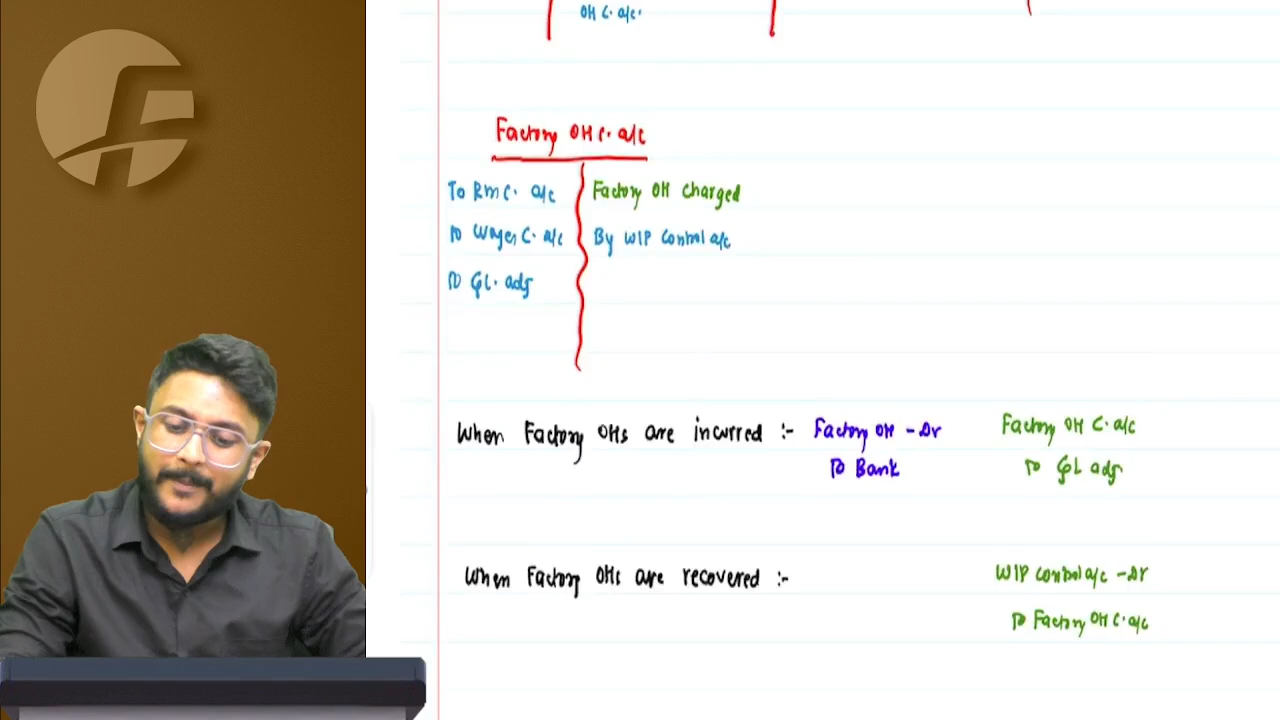 OH C. a/c.
Factory OH C. a/c
To RmC. a/c
Factory OH Charged
To Wages C. a/c
By WIP Control a/c
To GL. adj
When Factory OHs are incurred :- Factory OH - Dr
Factory OH C. a/c
To Bank
To GL adj
When Factory OHs are recovered :-
WIP Control a/c - Dr
To Factory OH C. a/c